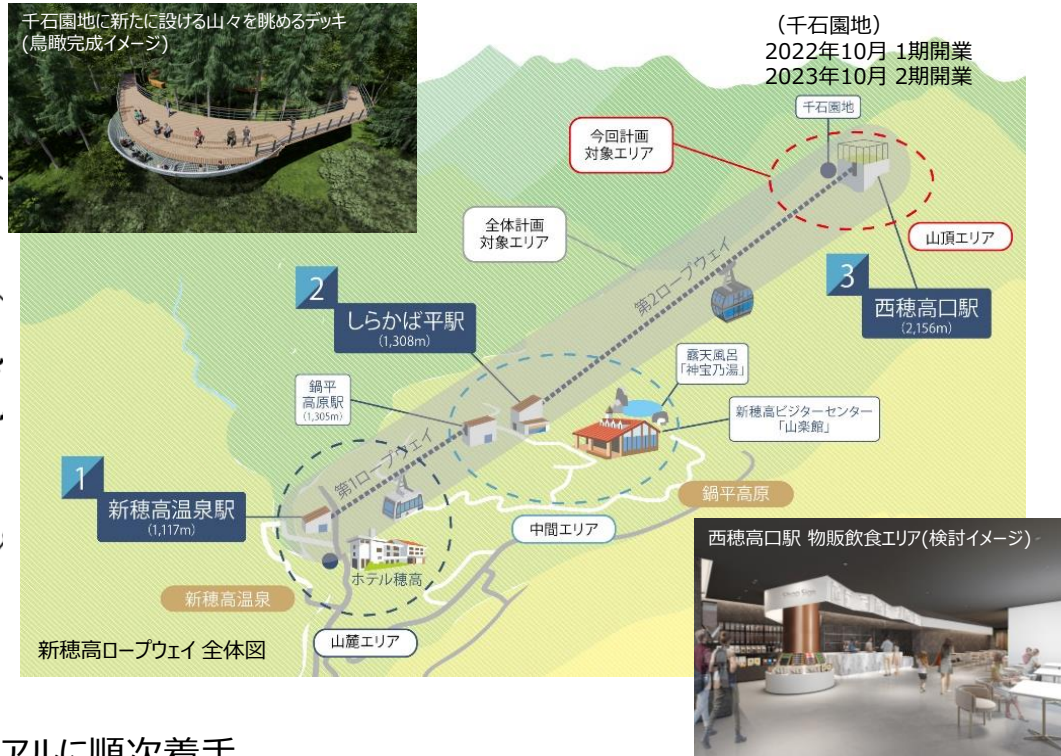 千石園地に新たに設ける山々を眺めるデッキ
(鳥瞰完成イメージ)
（千石園地）
2022年10月 1期開業
2023年10月 2期開業
千石園地
今回計画
対象エリア
全体計画
対象エリア
山頂エリア
第2ロープウェイ
3
西穂高口駅
(2,156m)
2
しらかば平駅
(1,308m)
露天風呂
「神宝乃湯」
鍋平
高原駅
(1,305m)
新穂高ビジターセンター
「山楽館」
第1ロープウェイ
1
新穂高温泉駅
(1,117m)
鍋平高原
中間エリア
ホテル穂高
新穂高温泉
山麓エリア
新穂高ロープウェイ 全体図
西穂高口駅 物販飲食エリア(検討イメージ)
アルに順次着手